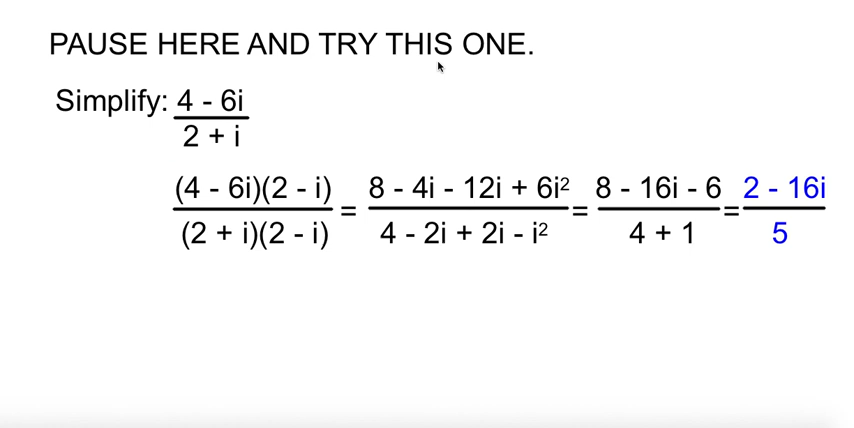 PAUSE HERE AND TRY THIS ONE.
Simplify: 4 - 6i
2 + i
(4 - 6i)(2 - i) = 8 - 4i - 12i + 6i² = 8 - 16i - 6 = 2 - 16i
(2 + i)(2 - i) 4 - 2i + 2i - i² 4 + 1 5